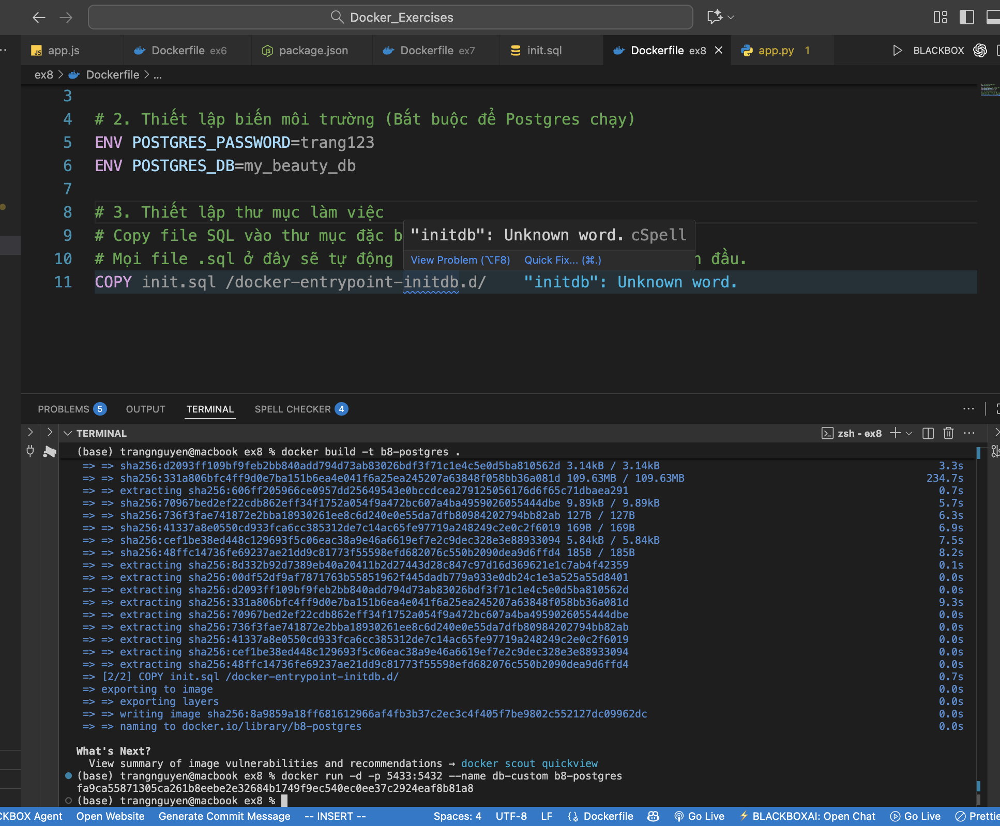 Docker_Exercises
app.js
Dockerfile ex6
package.json
Dockerfile ex7
init.sql
Dockerfile ex8
app.py 1
BLACKBOX
ex8 > Dockerfile > ...
3
4 # 2. Thiết lập biến môi trường (Bắt buộc để Postgres chạy)
5 ENV POSTGRES_PASSWORD=trang123
6 ENV POSTGRES_DB=my_beauty_db
7
8 # 3. Thiết lập thư mục làm việc
9 # Copy file SQL vào thư mục đặc b
"initdb": Unknown word. cSpell
View Problem (⌥F8) Quick Fix... (⌘.)
10 # Mọi file .sql ở đây sẽ tự động n đầu.
11 COPY init.sql /docker-entrypoint-initdb.d/ "initdb": Unknown word.
PROBLEMS 5 OUTPUT TERMINAL SPELL CHECKER 4
TERMINAL
zsh - ex8
(base) trangnguyen@macbook ex8 % docker build -t b8-postgres .
=> => sha256:d2093ff109bf9feb2bb840add794d73ab83026bdf3f71c1e4c5e0d5ba810562d 3.14kB / 3.14kB 3.3s
=> => sha256:331a806bfc4ff9d0e7ba151b6ea4e041f6a25ea245207a63848f058bb36a081d 109.63MB / 109.63MB 234.7s
=> => extracting sha256:606ff205966ce0957dd25649543e0bccdcea279125056176d6f65c71dbaea291 0.7s
=> => sha256:70967bed2ef22cdb862eff34f1752a054f9a472bc607a4ba4959026055444dbe 9.89kB / 9.89kB 5.7s
=> => sha256:736f3fae741872e2bba18930261ee8c6d240e0e55da7dfb80984202794bb82ab 127B / 127B 6.3s
=> => sha256:41337a8e0550cd933fca6cc385312de7c14ac65fe97719a248249c2e0c2f6019 169B / 169B 6.9s
=> => sha256:cef1be38ed448c129693f5c06eac38a9e46a6619ef7e2c9dec328e3e88933094 5.84kB / 5.84kB 7.5s
=> => sha256:48ffc14736fe69237ae21dd9c81773f55598efd682076c550b2090dea9d6ffd4 185B / 185B 8.2s
=> => extracting sha256:8d332b92d7389eb40a20411b2d27443d28c847c97d16d369621e1c7ab4f42359 0.1s
=> => extracting sha256:00df52df9af7871763b55851962f445dadb779a933e0db24c1e3a525a55d8401 0.0s
=> => extracting sha256:d2093ff109bf9feb2bb840add794d73ab83026bdf3f71c1e4c5e0d5ba810562d 0.0s
=> => extracting sha256:331a806bfc4ff9d0e7ba151b6ea4e041f6a25ea245207a63848f058bb36a081d 9.3s
=> => extracting sha256:70967bed2ef22cdb862eff34f1752a054f9a472bc607a4ba4959026055444dbe 0.0s
=> => extracting sha256:736f3fae741872e2bba18930261ee8c6d240e0e55da7dfb80984202794bb82ab 0.0s
=> => extracting sha256:41337a8e0550cd933fca6cc385312de7c14ac65fe97719a248249c2e0c2f6019 0.0s
=> => extracting sha256:cef1be38ed448c129693f5c06eac38a9e46a6619ef7e2c9dec328e3e88933094 0.0s
=> => extracting sha256:48ffc14736fe69237ae21dd9c81773f55598efd682076c550b2090dea9d6ffd4 0.0s
=> [2/2] COPY init.sql /docker-entrypoint-initdb.d/ 0.7s
=> exporting to image 0.0s
=> => exporting layers 0.0s
=> => writing image sha256:8a9859a18ff681612966af4fb3b37c2ec3c4f405f7be9802c552127dc09962dc 0.0s
=> => naming to docker.io/library/b8-postgres 0.0s
What's Next?
View summary of image vulnerabilities and recommendations → docker scout quickview
(base) trangnguyen@macbook ex8 % docker run -d -p 5433:5432 --name db-custom b8-postgres
fa9ca55871305ca261b8eebe2e32684b1749f9ec540ec0ee37c2924eaf8b81a8
(base) trangnguyen@macbook ex8 %
CKBOX Agent Open Website Generate Commit Message -- INSERT -- Spaces: 4 UTF-8 LF Dockerfile Go Live BLACKBOXAI: Open Chat Go Live Prettie